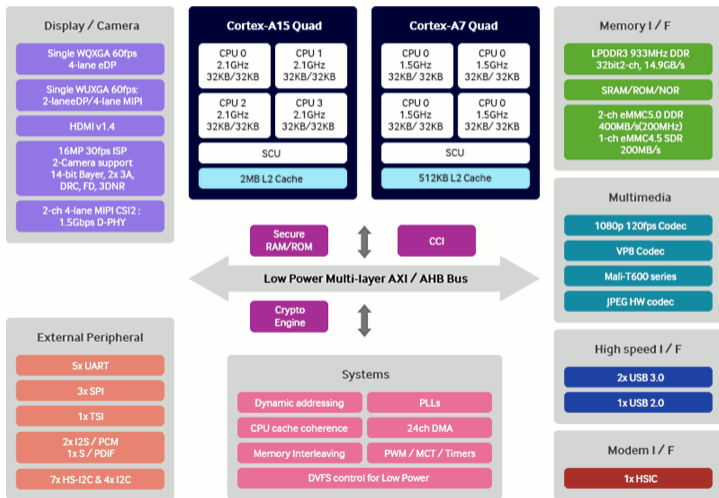 Display / Camera
Single WQXGA 60fps
4-lane eDP
Single WUXGA 60fps:
2-laneeDP/4-lane MIPI
HDMI v1.4
16MP 30fps ISP
2-Camera support
14-bit Bayer, 2x 3A,
DRC, FD, 3DNR
2-ch 4-lane MIPI CSI2 :
1.5Gbps D-PHY
Cortex-A15 Quad
CPU 0
2.1GHz
32KB/32KB
CPU 1
2.1GHz
32KB/32KB
CPU 2
2.1GHz
32KB/32KB
CPU 3
2.1GHz
32KB/32KB
SCU
2MB L2 Cache
Cortex-A7 Quad
CPU 0
1.5GHz
32KB/32KB
CPU 0
1.5GHz
32KB/32KB
CPU 0
1.5GHz
32KB/32KB
CPU 0
1.5GHz
32KB/32KB
SCU
512KB L2 Cache
Memory I / F
LPDDR3 933MHz DDR
32bit2-ch, 14.9GB/s
SRAM/ROM/NOR
2-ch eMMC5.0 DDR
400MB/s(200MHz)
1-ch eMMC4.5 SDR
200MB/s
Multimedia
1080p 120fps Codec
VP8 Codec
Mali-T600 series
JPEG HW codec
Secure
RAM/ROM
CCI
Low Power Multi-layer AXI / AHB Bus
Crypto
Engine
External Peripheral
5x UART
3x SPI
1x TSI
2x I2S / PCM
1x S / PDIF
7x HS-I2C & 4x I2C
Systems
Dynamic addressing
PLLs
CPU cache coherence
24ch DMA
Memory Interleaving
PWM / MCT / Timers
DVFS control for Low Power
High speed I / F
2x USB 3.0
1x USB 2.0
Modem I / F
1x HSIC